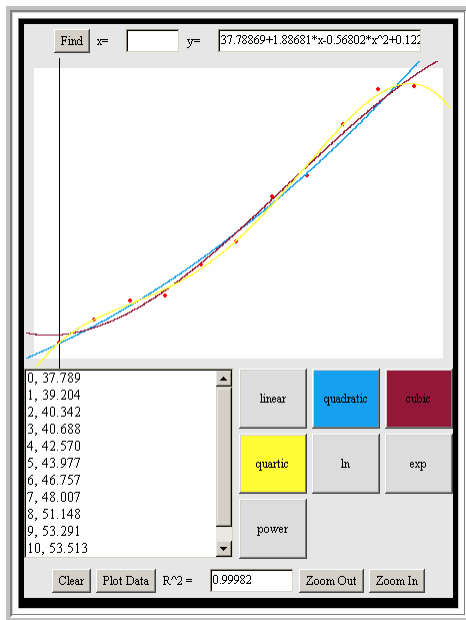 Find x= y= 37.78869+1.88681*x-0.56802*x^2+0.122
0, 37.789
1, 39.204
2, 40.342
3, 40.688
4, 42.570
5, 43.977
6, 46.757
7, 48.007
8, 51.148
9, 53.291
10, 53.513
linear quadratic cubic
quartic ln exp
power
Clear Plot Data R^2 = 0.99982 Zoom Out Zoom In